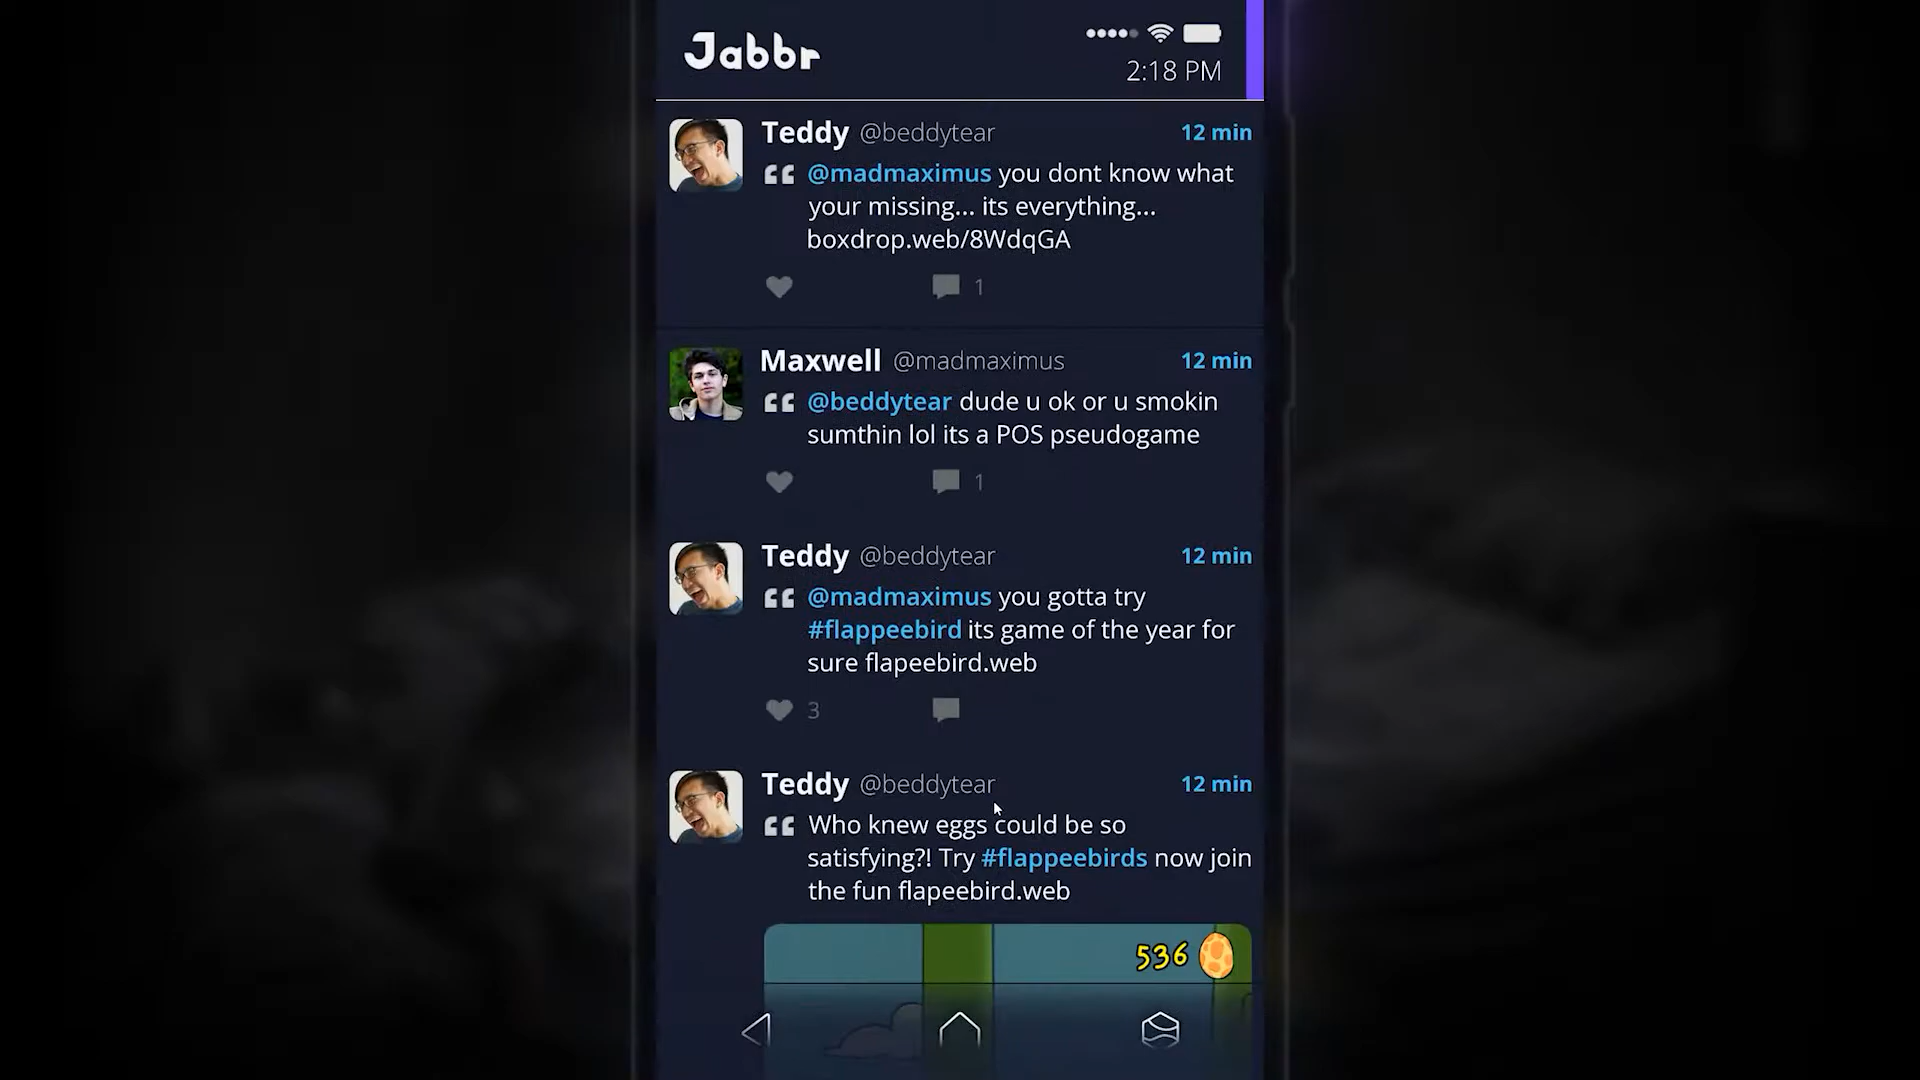 Jabbr
2:18 PM
Teddy @beddytear 12 min
@madmaximus you dont know what
your missing... its everything...
boxdrop.web/8WdqGA
1
Maxwell @madmaximus 12 min
@beddytear dude u ok or u smokin
sumthin lol its a POS pseudogame
1
Teddy @beddytear 12 min
@madmaximus you gotta try
#flappeebird its game of the year for
sure flapeebird.web
3
Teddy @beddytear 12 min
Who knew eggs could be so
satisfying?! Try #flappeebirds now join
the fun flapeebird.web
536